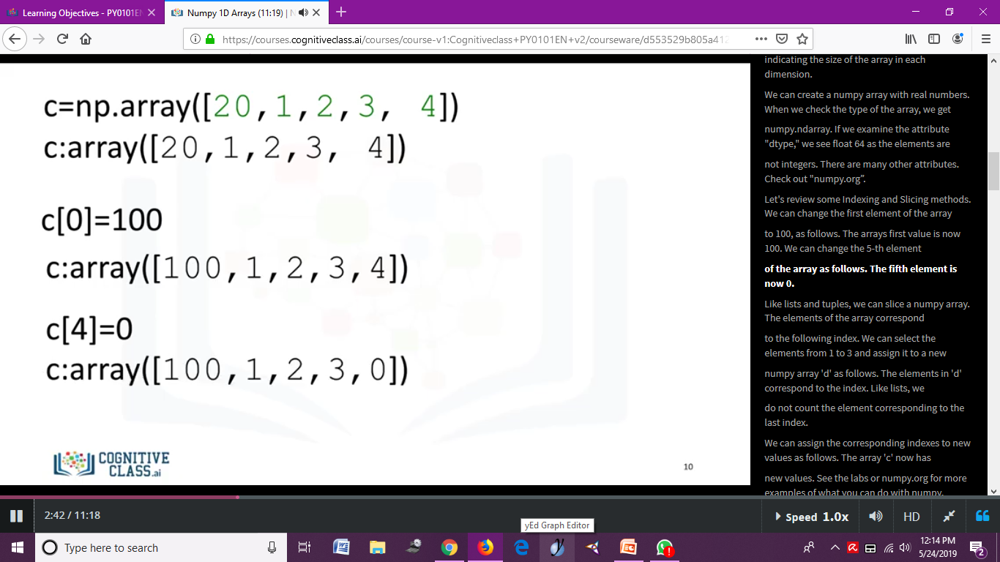 Learning Objectives - PY0101EN
Numpy 1D Arrays (11:19) | N
https://courses.cognitiveclass.ai/courses/course-v1:Cognitiveclass+PY0101EN+v2/courseware/d553529b805a412
c=np.array([20,1,2,3, 4])
c:array([20,1,2,3, 4])
c[0]=100
c:array([100,1,2,3,4])
c[4]=0
c:array([100,1,2,3,0])
COGNITIVE
CLASS.ai
10
indicating the size of the array in each
dimension.
We can create a numpy array with real numbers.
When we check the type of the array, we get
numpy.ndarray. If we examine the attribute
"dtype," we see float 64 as the elements are
not integers. There are many other attributes.
Check out "numpy.org”.
Let's review some Indexing and Slicing methods.
We can change the first element of the array
to 100, as follows. The arrays first value is now
100. We can change the 5-th element
of the array as follows. The fifth element is
now 0.
Like lists and tuples, we can slice a numpy array.
The elements of the array correspond
to the following index. We can select the
elements from 1 to 3 and assign it to a new
numpy array 'd' as follows. The elements in 'd'
correspond to the index. Like lists, we
do not count the element corresponding to the
last index.
We can assign the corresponding indexes to new
values as follows. The array 'c' now has
new values. See the labs or numpy.org for more
examples of what you can do with numpy.
2:42 / 11:18
Speed 1.0x
HD
yEd Graph Editor
Type here to search
12:14 PM
5/24/2019
2